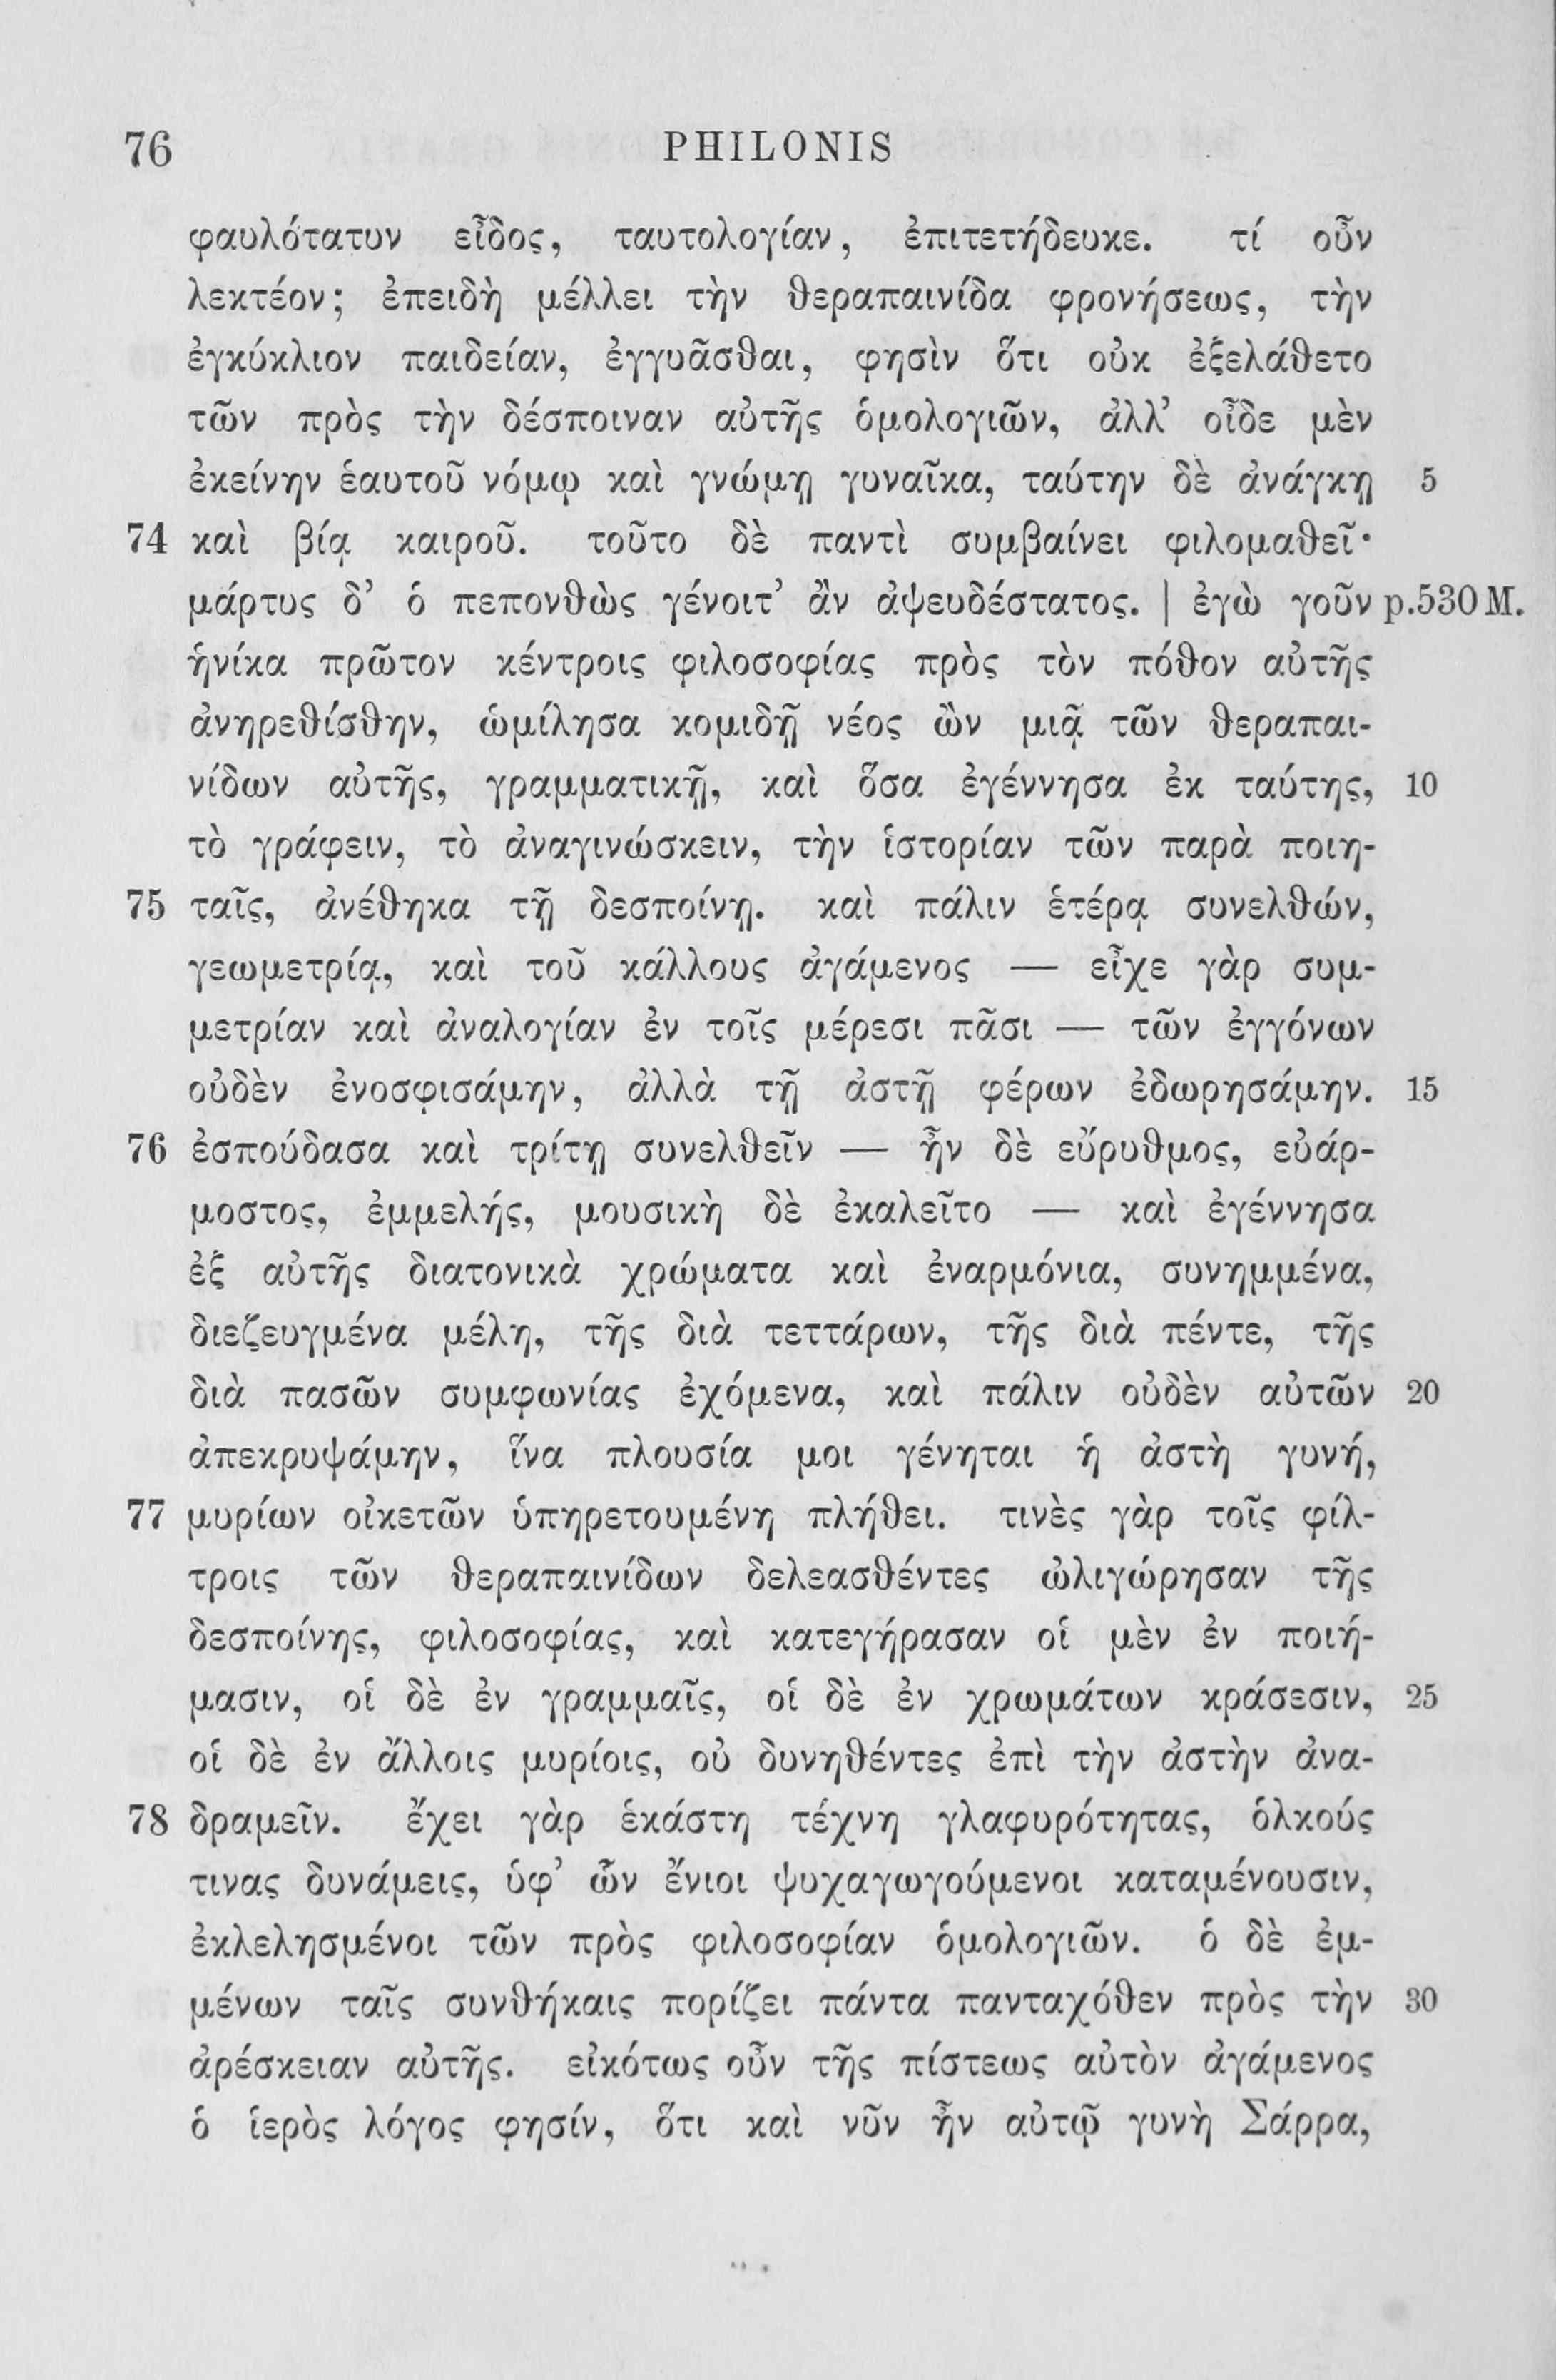 76 PHILONIS
φαυλότατυν εἶδος, ταυτολογίαν, ἐπιτετήδευκε. τί οὖν
λεκτέον; ἐπειδὴ μέλλει τὴν θεραπαινίδα φρονήσεως, τὴν
ἐγκύκλιον παιδείαν, ἐγγυᾶσθαι, φησὶν ὅτι οὐκ ἐξελάθετο
τῶν πρὸς τὴν δέσποιναν αὐτῆς ὁμολογιῶν, ἀλλ’ οἶδε μὲν
ἐκείνην ἑαυτοῦ νόμῳ καὶ γνώμῃ γυναῖκα, ταύτην δὲ ἀνάγκῃ 5
74 καὶ βίᾳ καιροῦ. τοῦτο δὲ παντὶ συμβαίνει φιλομαθεῖ·
μάρτυς δ’ ὁ πεπονθὼς γένοιτ’ ἂν ἀψευδέστατος. | ἐγὼ γοῦν p.530 M.
ἡνίκα πρῶτον κέντροις φιλοσοφίας πρὸς τὸν πόθον αὐτῆς
ἀνηρεθίσθην, ὡμίλησα κομιδῇ νέος ὢν μιᾷ τῶν θεραπαι-
νίδων αὐτῆς, γραμματικῇ, καὶ ὅσα ἐγέννησα ἐκ ταύτης, 10
τὸ γράφειν, τὸ ἀναγινώσκειν, τὴν ἱστορίαν τῶν παρὰ ποιη-
75 ταῖς, ἀνέθηκα τῇ δεσποίνῃ. καὶ πάλιν ἑτέρᾳ συνελθών,
γεωμετρίᾳ, καὶ τοῦ κάλλους ἀγάμενος — εἶχε γὰρ συμ-
μετρίαν καὶ ἀναλογίαν ἐν τοῖς μέρεσι πᾶσι — τῶν ἐγγόνων
οὐδὲν ἐνοσφισάμην, ἀλλὰ τῇ ἀστῇ φέρων ἐδωρησάμην. 15
76 ἐσπούδασα καὶ τρίτῃ συνελθεῖν — ἦν δὲ εὔρυθμος, εὐάρ-
μοστος, ἐμμελής, μουσικὴ δὲ ἐκαλεῖτο — καὶ ἐγέννησα
ἐξ αὐτῆς διατονικὰ χρώματα καὶ ἐναρμόνια, συνημμένα,
διεζευγμένα μέλη, τῆς διὰ τεττάρων, τῆς διὰ πέντε, τῆς
διὰ πασῶν συμφωνίας ἐχόμενα, καὶ πάλιν οὐδὲν αὐτῶν 20
ἀπεκρυψάμην, ἵνα πλουσία μοι γένηται ἡ ἀστὴ γυνή,
77 μυρίων οἰκετῶν ὑπηρετουμένη πλήθει. τινὲς γὰρ τοῖς φίλ-
τροις τῶν θεραπαινίδων δελεασθέντες ὠλιγώρησαν τῆς
δεσποίνης, φιλοσοφίας, καὶ κατεγήρασαν οἱ μὲν ἐν ποιή-
μασιν, οἱ δὲ ἐν γραμμαῖς, οἱ δὲ ἐν χρωμάτων κράσεσιν, 25
οἱ δὲ ἐν ἄλλοις μυρίοις, οὐ δυνηθέντες ἐπὶ τὴν ἀστὴν ἀνα-
78 δραμεῖν. ἔχει γὰρ ἑκάστη τέχνη γλαφυρότητας, ὁλκούς
τινας δυνάμεις, ὑφ’ ὧν ἔνιοι ψυχαγωγούμενοι καταμένουσιν,
ἐκλελησμένοι τῶν πρὸς φιλοσοφίαν ὁμολογιῶν. ὁ δὲ ἐμ-
μένων ταῖς συνθήκαις πορίζει πάντα πανταχόθεν πρὸς τὴν 30
ἀρέσκειαν αὐτῆς. εἰκότως οὖν τῆς πίστεως αὐτὸν ἀγάμενος
ὁ ἱερὸς λόγος φησίν, ὅτι καὶ νῦν ἦν αὐτῷ γυνὴ Σάρρα,